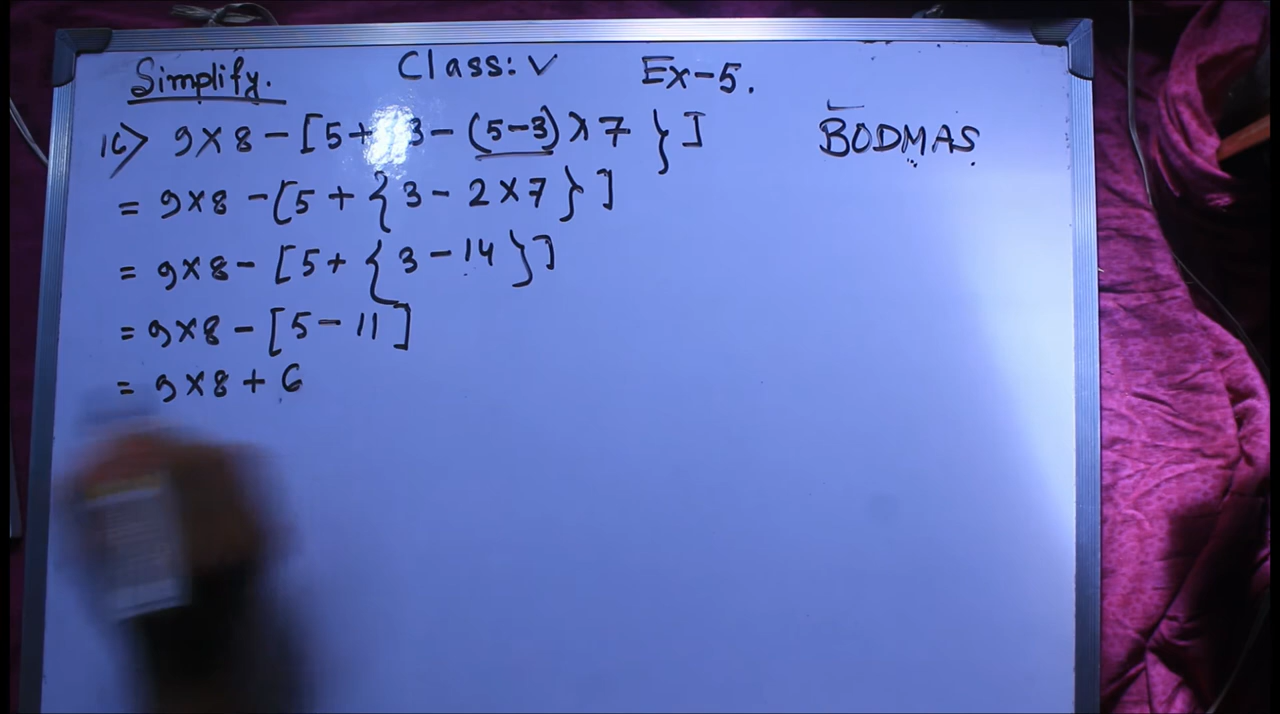 Simplify. Class: V Ex-5.
16> 9×8-[5+ 3-(5-3)×7}] BODMAS
= 9×8-[5+{3-2×7}]
= 9×8-[5+{3-14}]
= 9×8-[5-11]
= 9×8+6